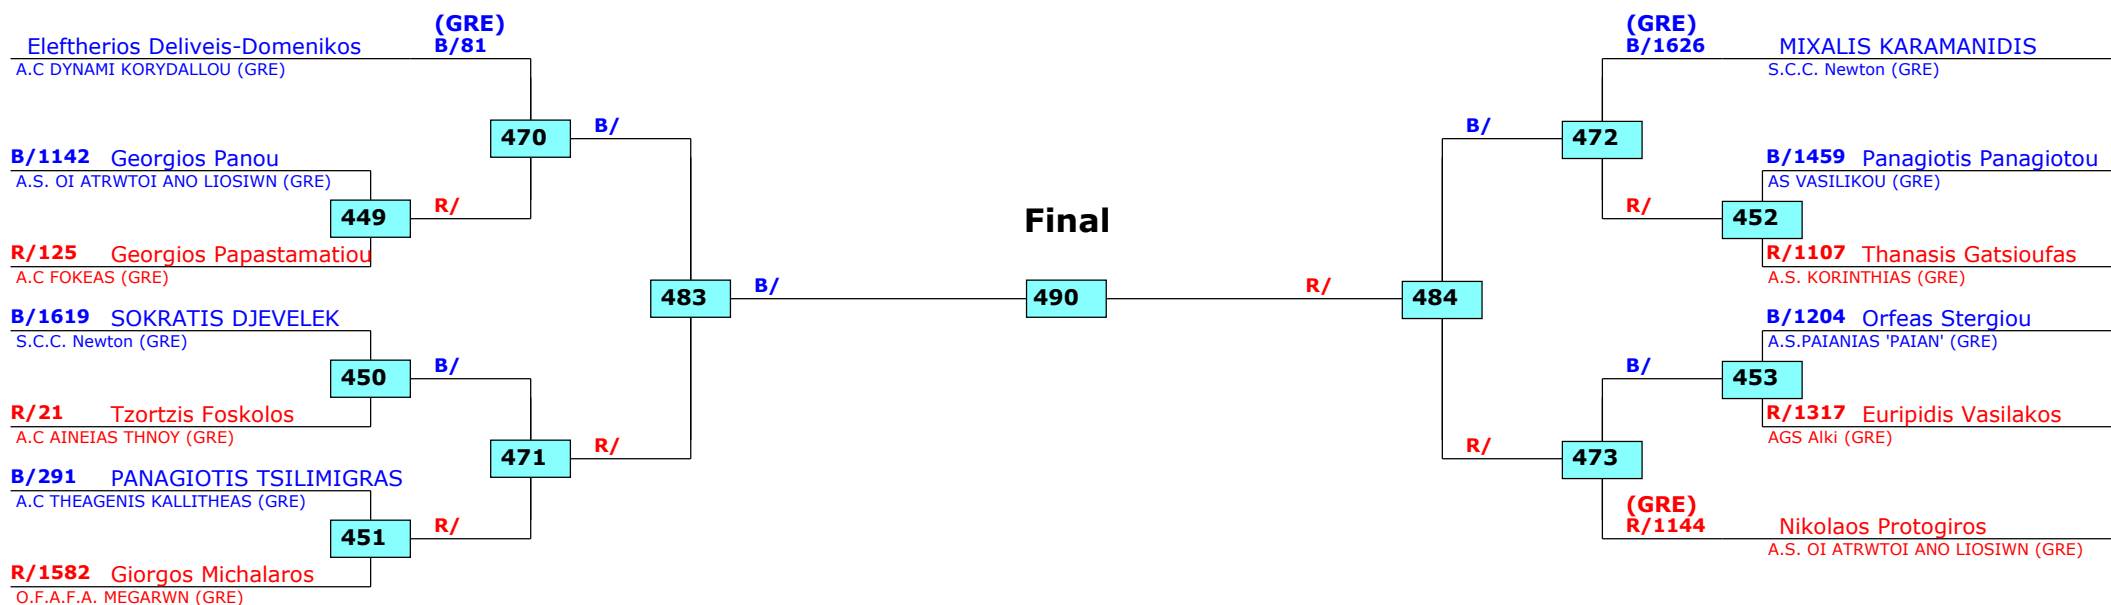 (GRE)
Eleftherios Deliveis-Domenikos B/81
A.C DYNAMI KORYDALLOU (GRE)
470 B/
B/1142 Georgios Panou
A.S. OI ATRWTOI ANO LIOSIWN (GRE)
449 R/
R/125 Georgios Papastamatiou
A.C FOKEAS (GRE)
483 B/
B/1619 SOKRATIS DJEVELEK
S.C.C. Newton (GRE)
450 B/
R/21 Tzortzis Foskolos
A.C AINEIAS THNOY (GRE)
471 R/
B/291 PANAGIOTIS TSILIMIGRAS
A.C THEAGENIS KALLITHEAS (GRE)
451 R/
R/1582 Giorgos Michalaros
O.F.A.F.A. MEGARWN (GRE)
Final
490
(GRE)
B/1626 MIXALIS KARAMANIDIS
S.C.C. Newton (GRE)
B/ 472
B/1459 Panagiotis Panagiotou
AS VASILIKOU (GRE)
R/ 452
R/1107 Thanasis Gatsioufas
A.S. KORINTHIAS (GRE)
R/ 484
B/1204 Orfeas Stergiou
A.S.PAIANIAS 'PAIAN' (GRE)
B/ 453
R/1317 Euripidis Vasilakos
AGS Alki (GRE)
R/ 473
(GRE)
R/1144 Nikolaos Protogiros
A.S. OI ATRWTOI ANO LIOSIWN (GRE)